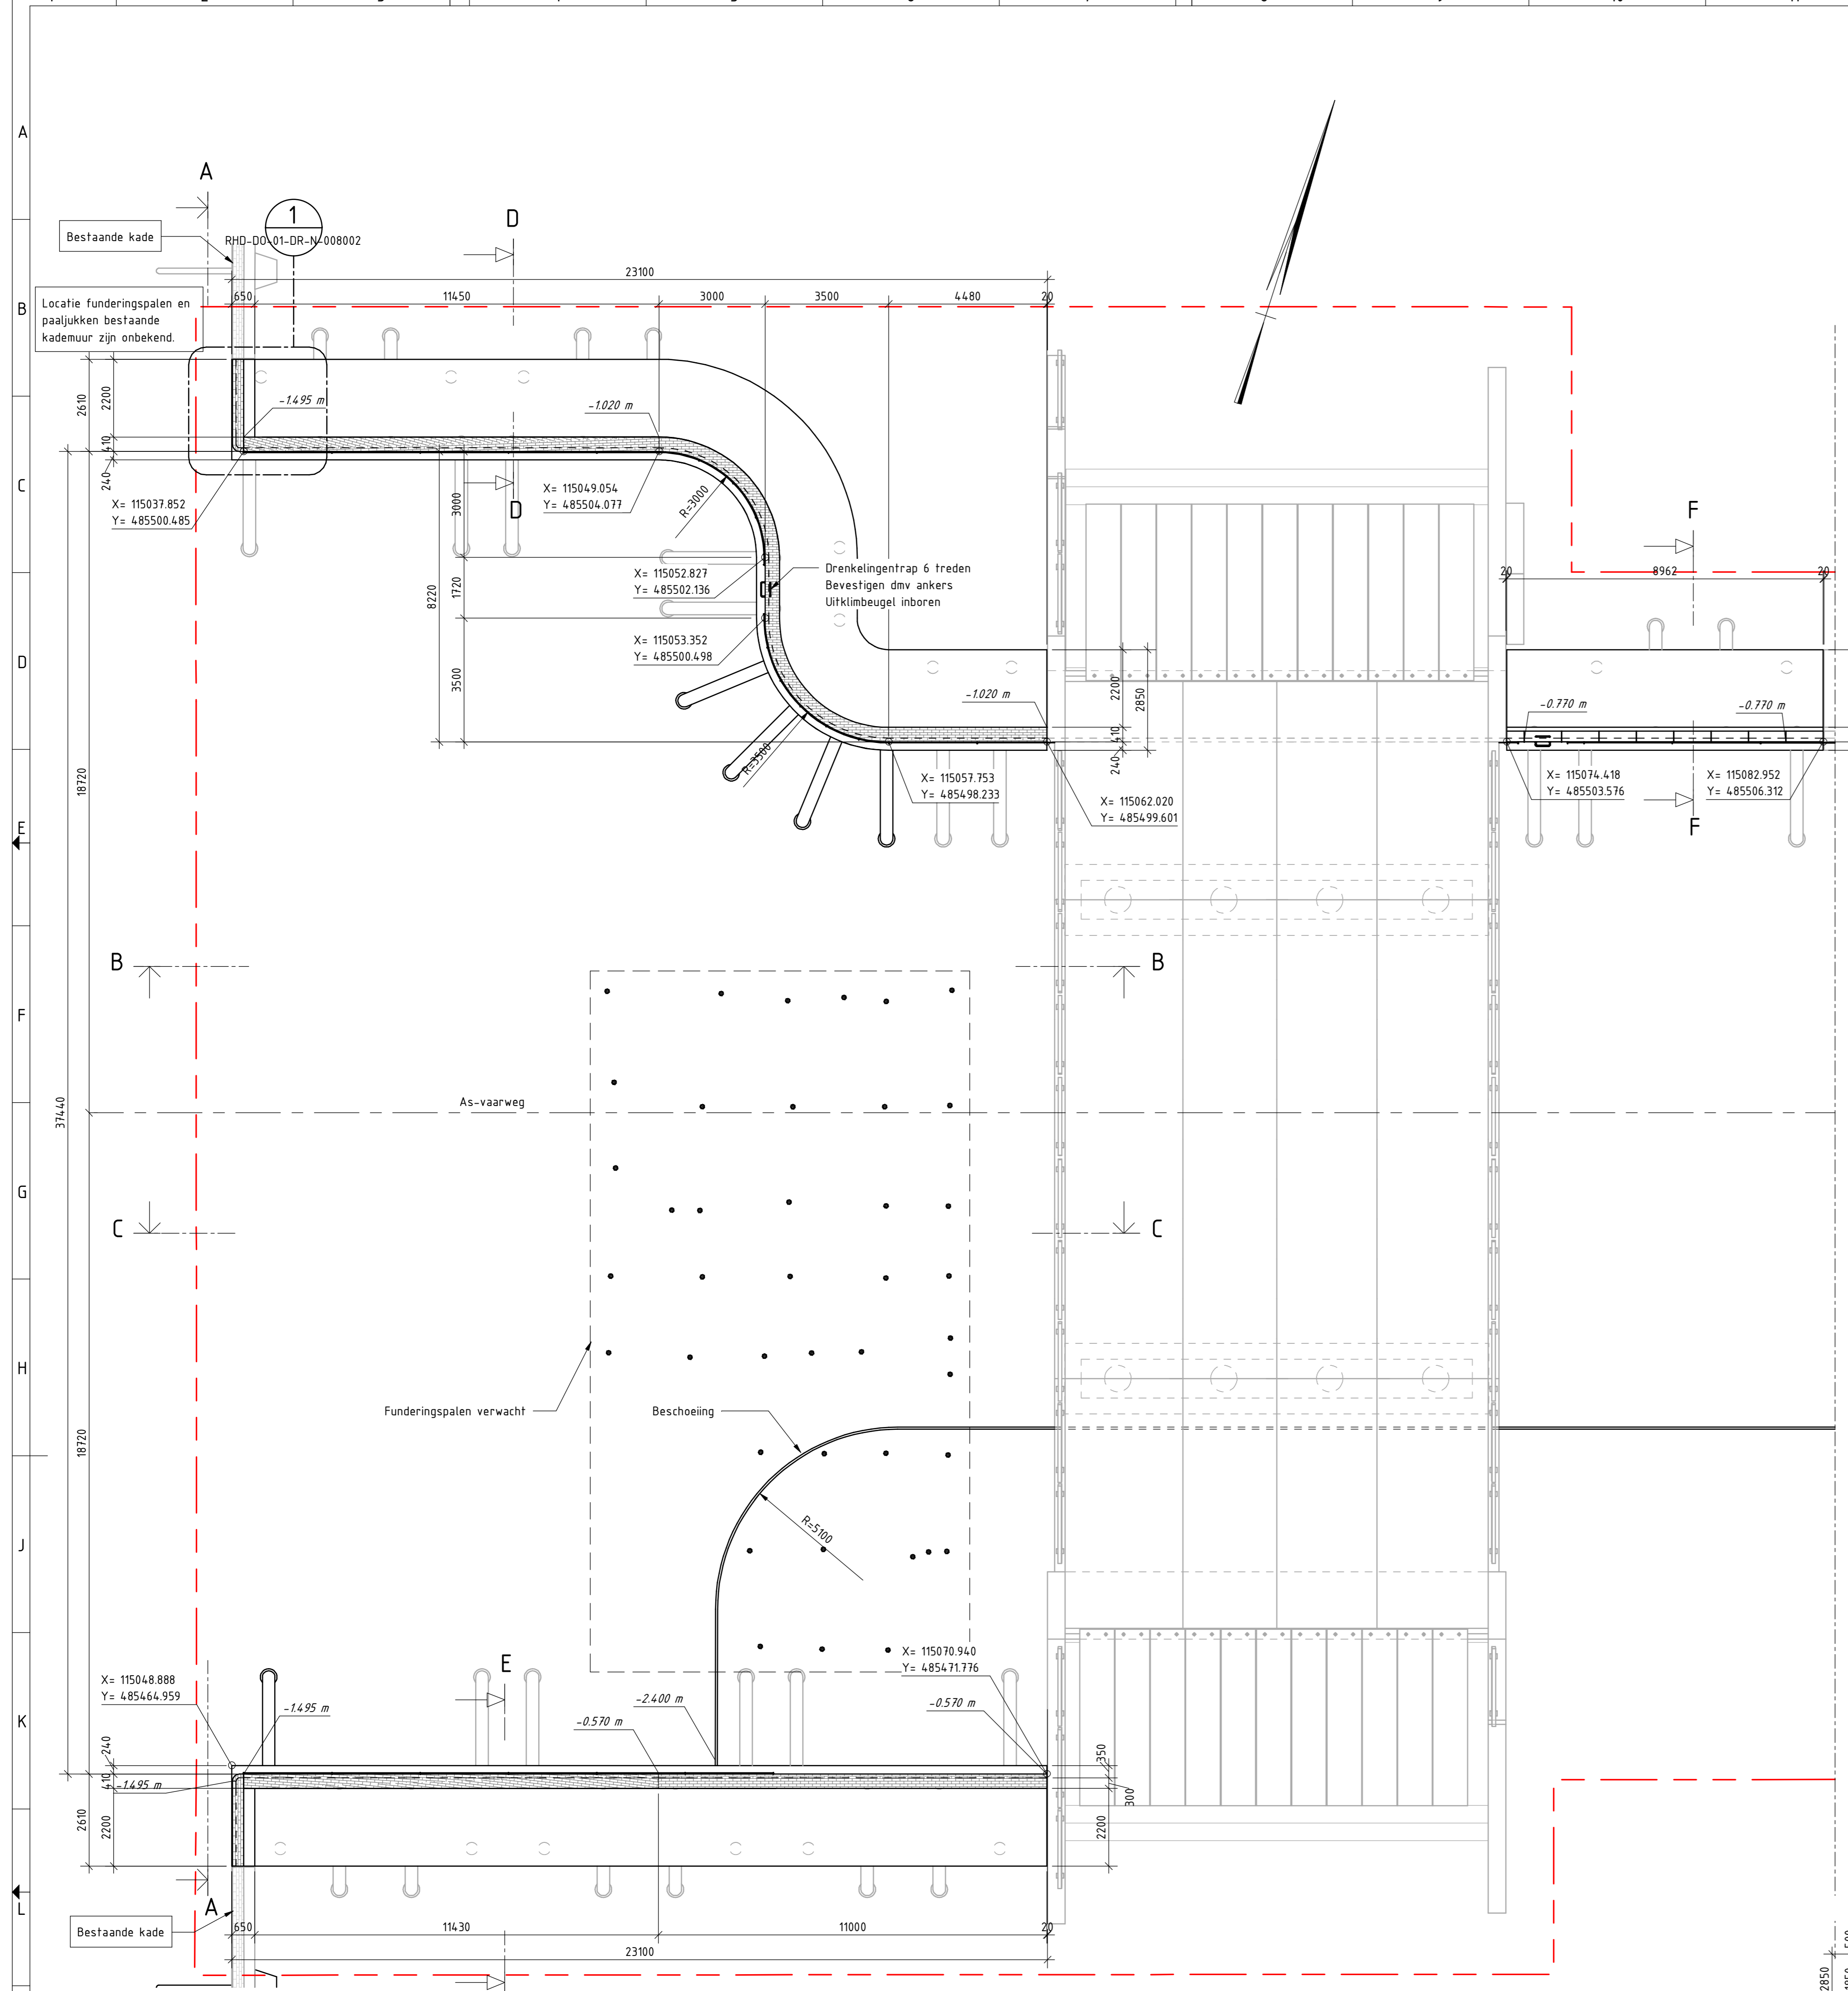 A
B
C
D
E
F
G
H
J
K
L
A
1
RHD-DO-01-DR-N-008002
D
Bestaande kade
23100
650
11450
3000
3500
4480
20
Locatie funderingspalen en
paaljukken bestaande
kademuur zijn onbekend.
2610
2200
410
240
-1.495 m
-1.020 m
X= 115037.852
Y= 485500.485
X= 115049.054
Y= 485504.077
D
R=3000
3000
1720
3500
8220
X= 115052.827
Y= 485502.136
Drenkelingentrap 6 treden
Bevestigen dmv ankers
Uitklimbeugel inboren
X= 115053.352
Y= 485500.498
R=3500
-1.020 m
2200
2850
410
240
X= 115057.753
Y= 485498.233
X= 115062.020
Y= 485499.601
F
20
8962
20
-0.770 m
-0.770 m
X= 115074.418
Y= 485503.576
X= 115082.952
Y= 485506.312
F
18720
37440
B
B
As-vaarweg
C
C
Funderingspalen verwacht
Beschoeiing
R=5100
18720
X= 115070.940
Y= 485471.776
X= 115048.888
Y= 485464.959
E
-1.495 m
-2.400 m
-0.570 m
-0.570 m
240
410
-1.495 m
2610
2200
350
300
2200
A
Bestaande kade
650
11430
11000
20
23100
2850